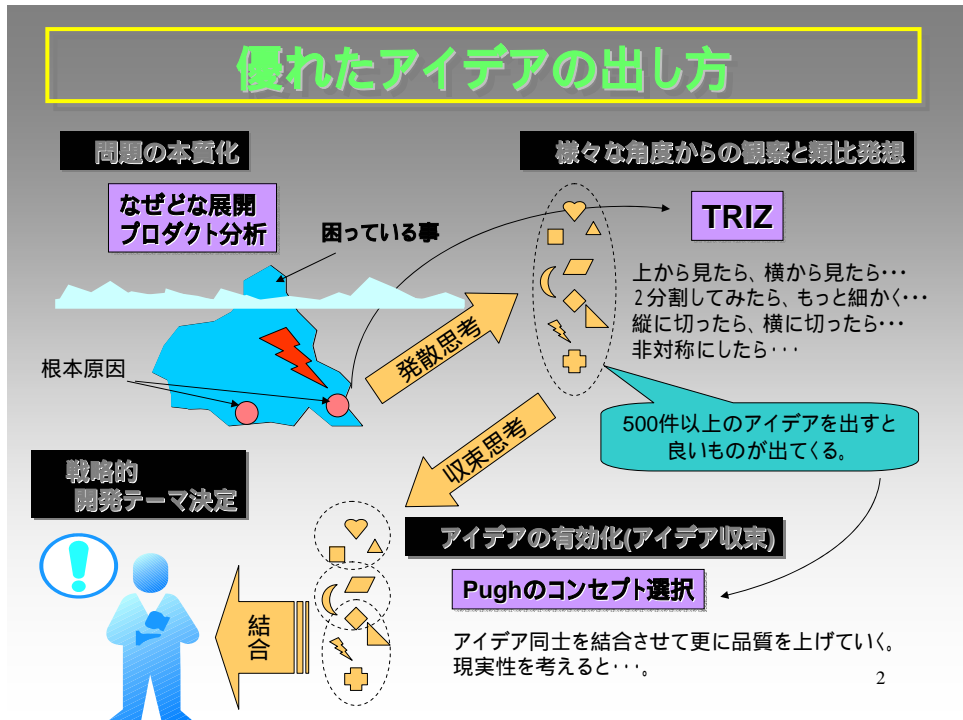 優れたアイデアの出し方
問題の本質化
なぜどな展開
プロダクト分析
困っている事
根本原因
発散思考
様々な角度からの観察と類比発想
TRIZ
上から見たら、横から見たら・・・
2分割してみたら、もっと細かく・・・
縦に切ったら、横に切ったら・・・
非対称にしたら・・・
500件以上のアイデアを出すと
良いものが出てくる。
収束思考
アイデアの有効化(アイデア収束)
Pughのコンセプト選択
アイデア同士を結合させて更に品質を上げていく。
現実性を考えると・・・。
結合
戦略的
開発テーマ決定
!
2